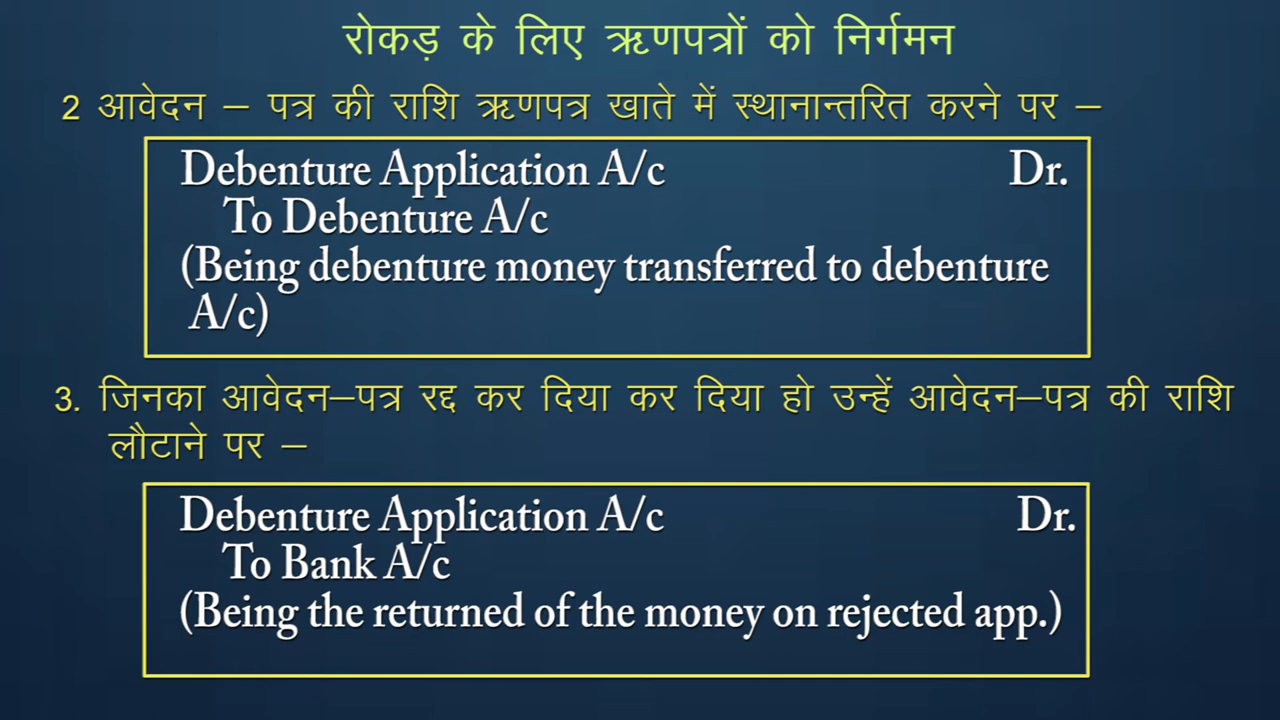 रोकड़ के लिए ऋणपत्रों को निर्गमन
2 आवेदन – पत्र की राशि ऋणपत्र खाते में स्थानान्तरित करने पर –
Debenture Application A/c Dr.
To Debenture A/c
(Being debenture money transferred to debenture
A/c)
3. जिनका आवेदन–पत्र रद्द कर दिया कर दिया हो उन्हें आवेदन–पत्र की राशि
लौटाने पर –
Debenture Application A/c Dr.
To Bank A/c
(Being the returned of the money on rejected app.)